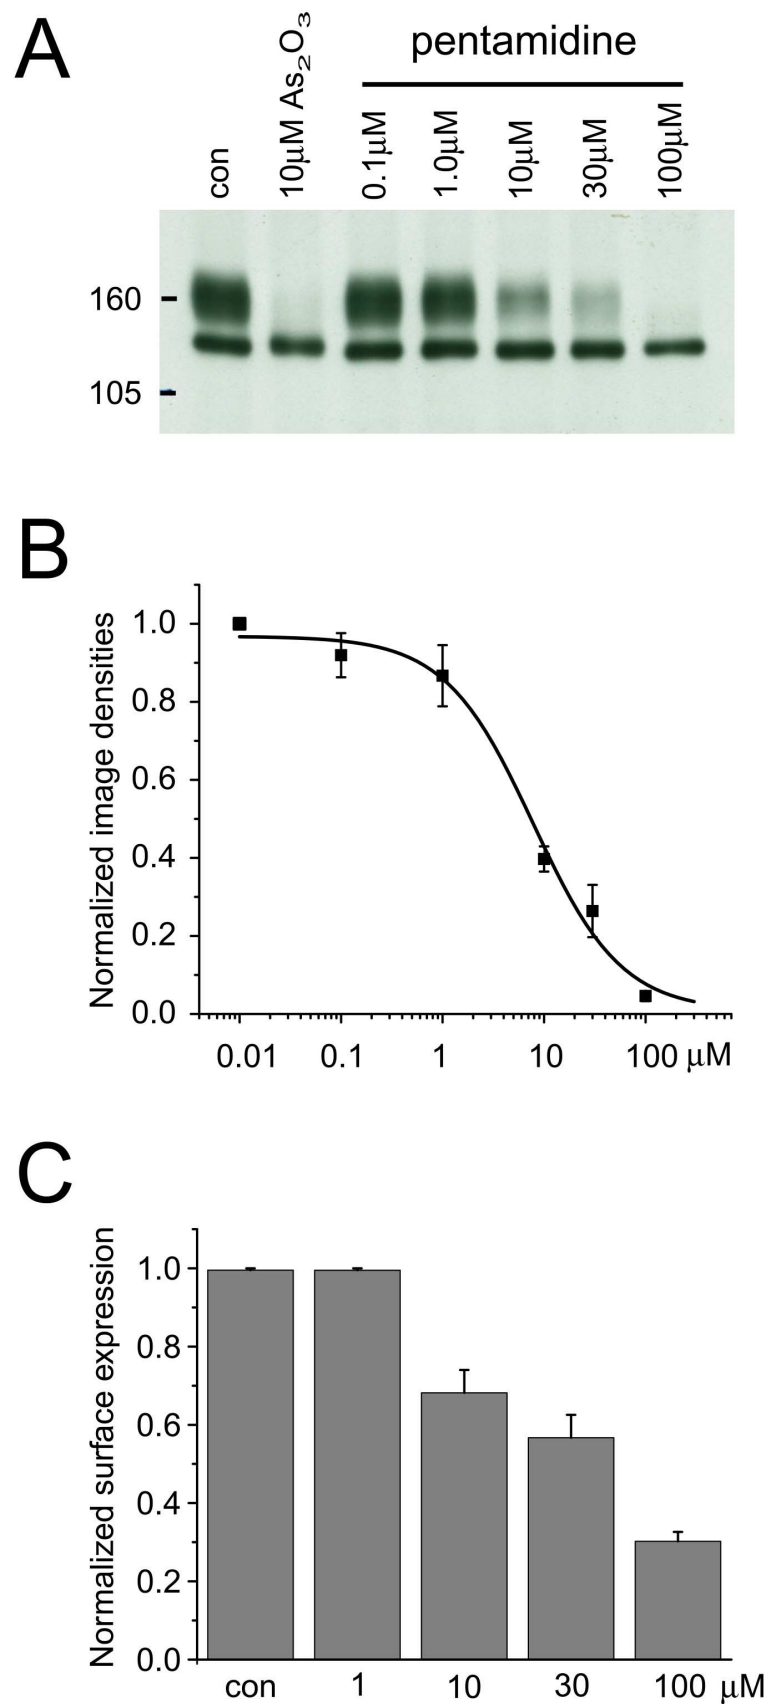 A
pentamidine
con
10μM As₂O₃
0.1μM
1.0μM
10μM
30μM
100μM
160
105
B
Normalized image densities
1.0
0.8
0.6
0.4
0.2
0.0
0.01 0.1 1 10 100 μM
C
Normalized surface expression
1.0
0.8
0.6
0.4
0.2
0.0
con 1 10 30 100 μM